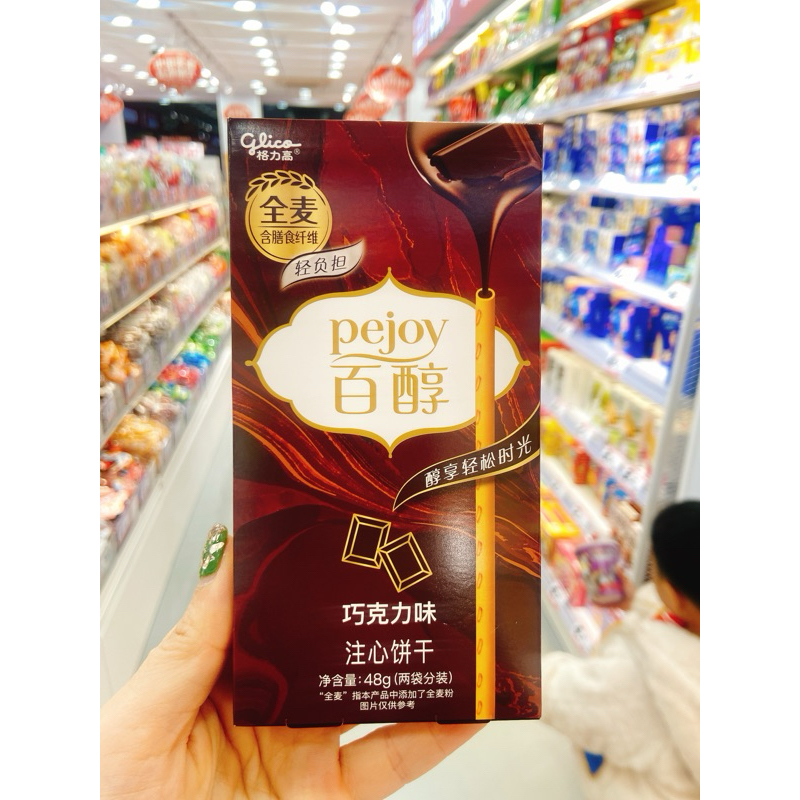 Glico
格力高®
全麦
含膳食纤维
轻负担
pejoy
百醇
醇享轻松时光
巧克力味
注心饼干
净含量：48g(两袋分装)
“全麦”指本产品中添加了全麦粉
图片仅供参考